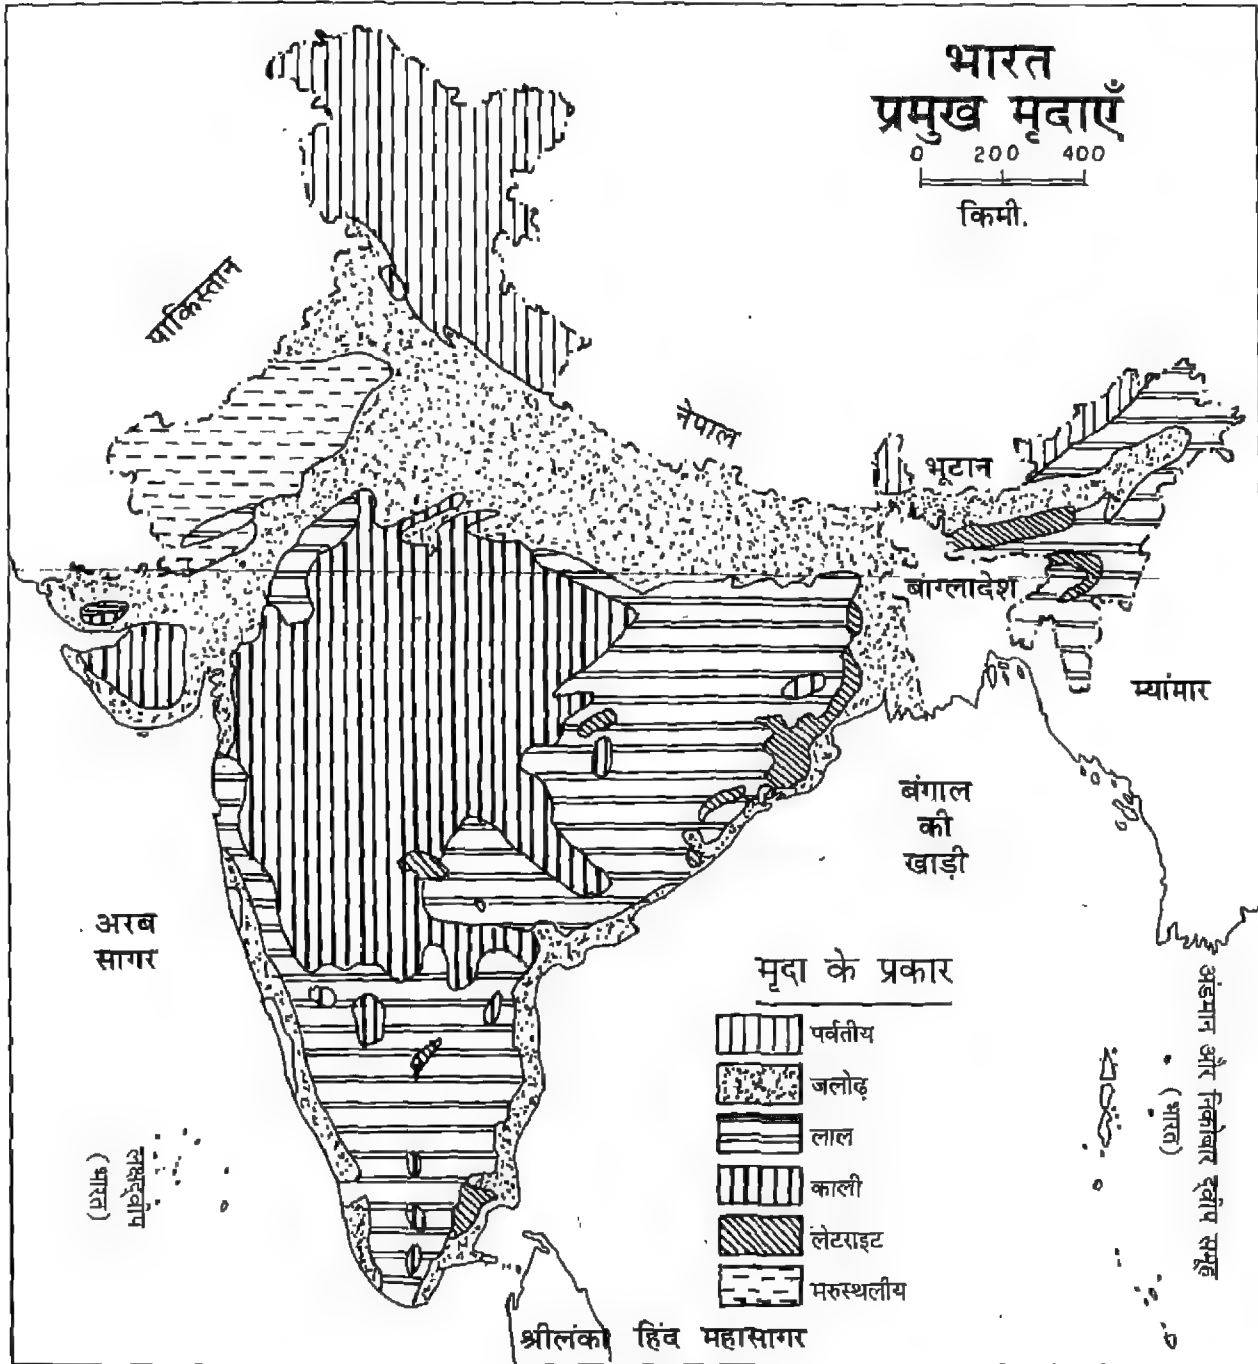 भारत
प्रमुख मृदाएँ
0 200 400
किमी.
पाकिस्तान
नेपाल
भूटान
बांग्लादेश
म्यांमार
बंगाल
की
खाड़ी
अरब
सागर
मृदा के प्रकार
पर्वतीय
जलोढ़
लाल
काली
लेटराइट
मरुस्थलीय
लक्षद्वीप
(भारत)
अंडमान और निकोबार द्वीप समूह
(भारत)
श्रीलंका हिंद महासागर